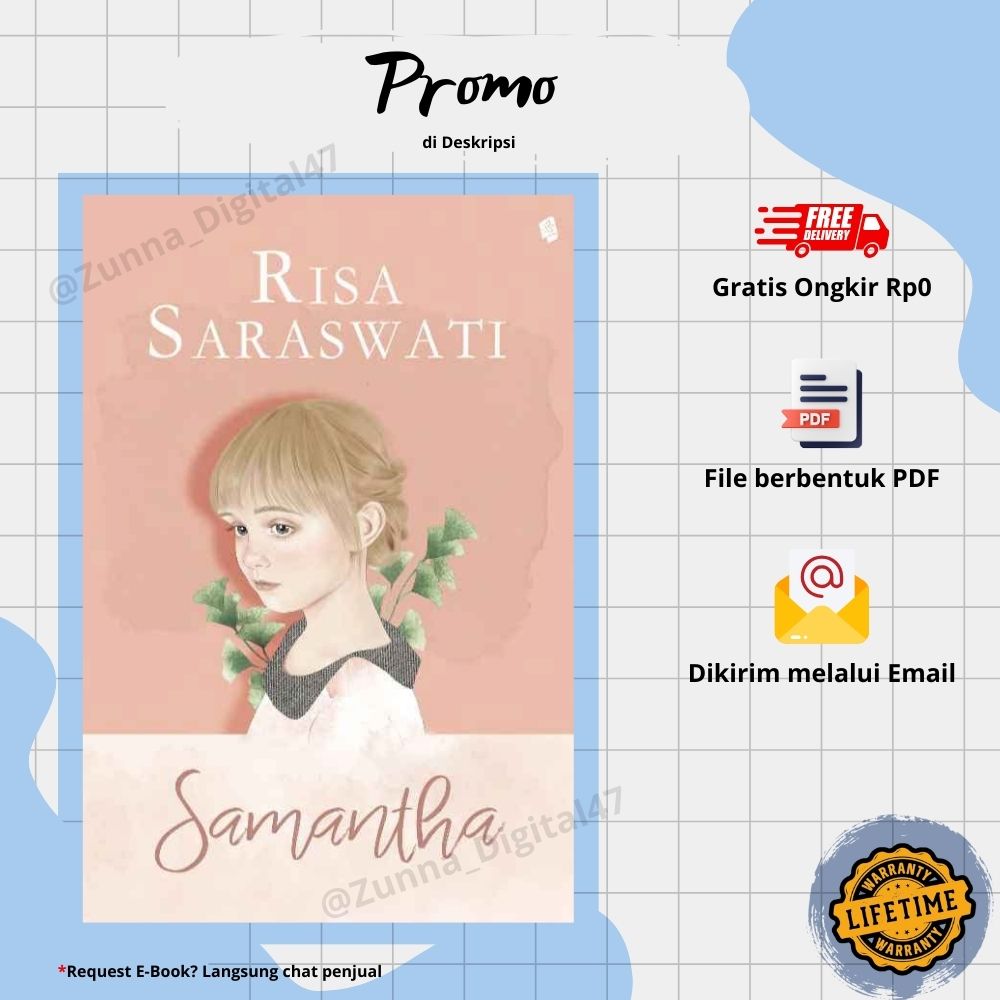 Promo
di Deskripsi
@Zunna_Digital47
RISA
SARASWATI
Samantha
@Zunna_Digital47
FREE
DELIVERY
Gratis Ongkir Rp0
PDF
File berbentuk PDF
@
Dikirim melalui Email
WARRANTY
LIFETIME
WARRANTY
*Request E-Book? Langsung chat penjual